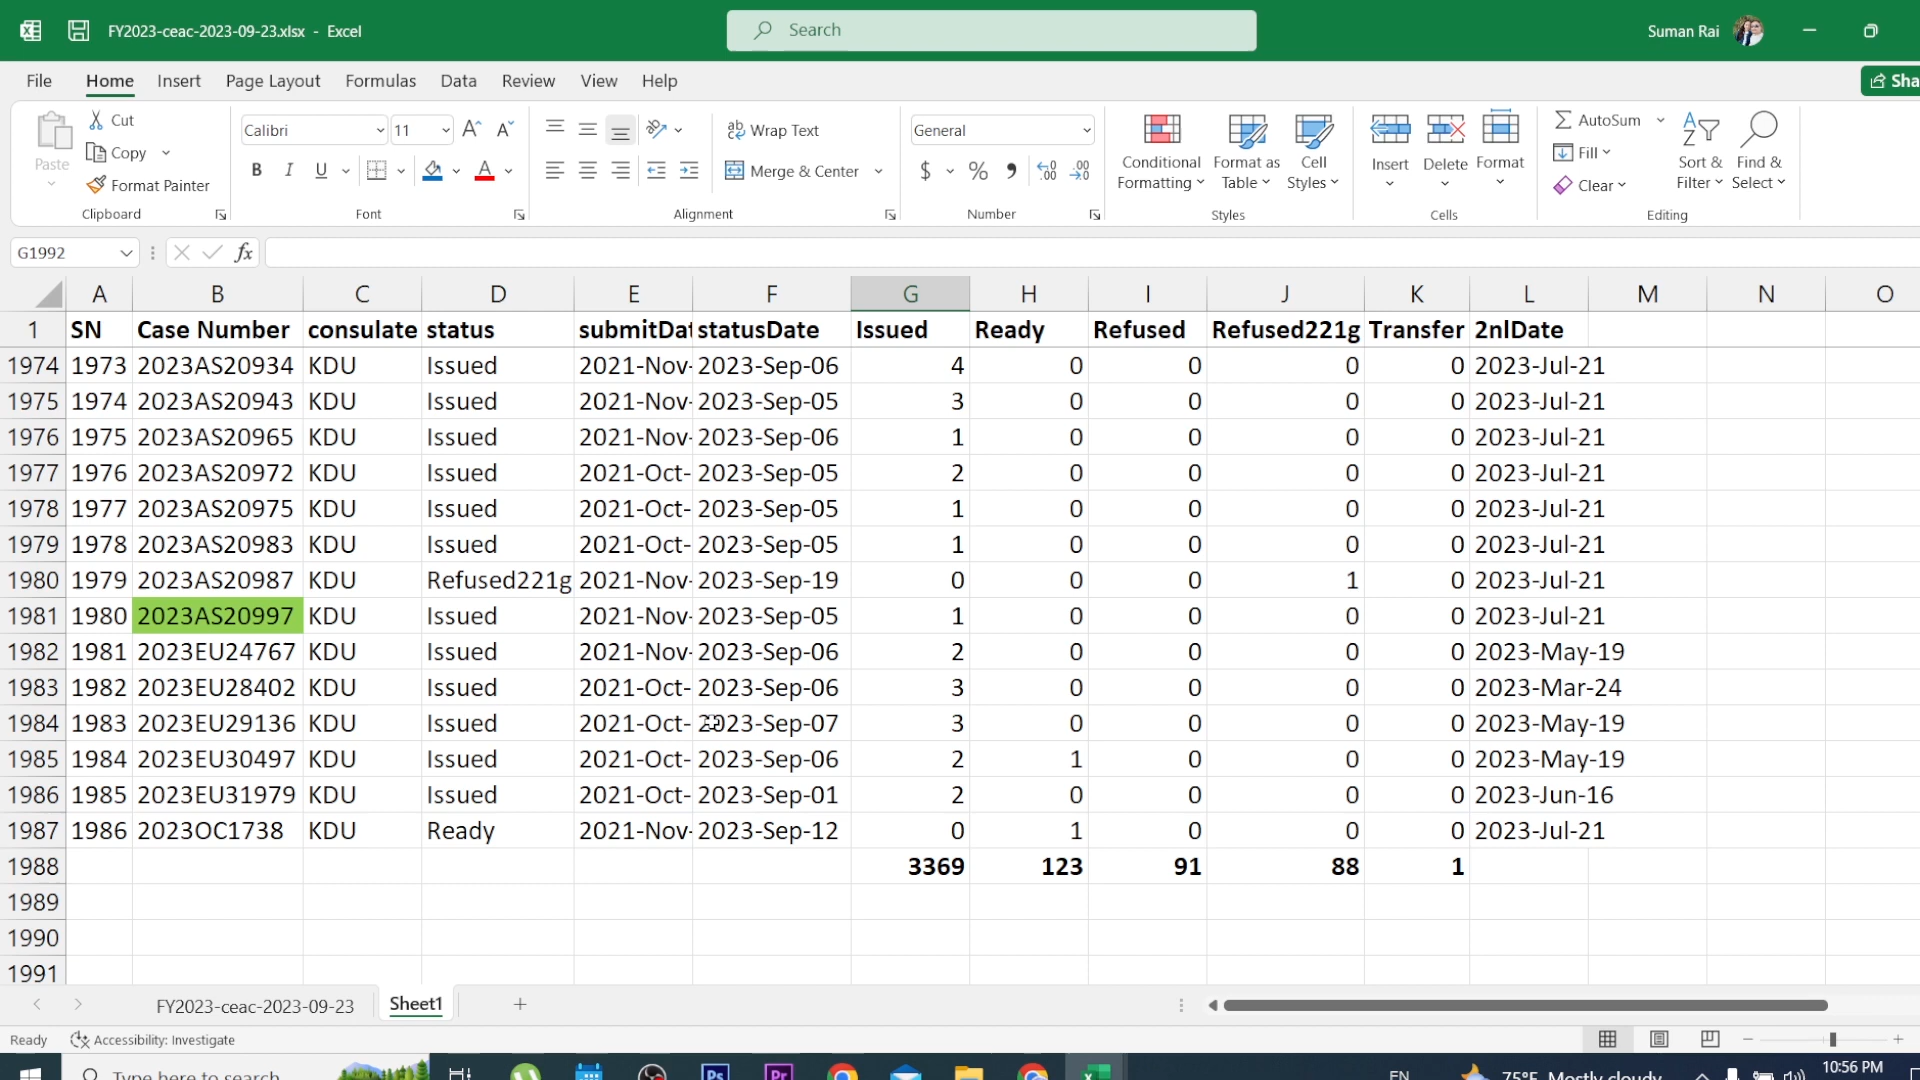 FY2023-ceac-2023-09-23.xlsx - Excel
Search
Suman Rai
File Home Insert Page Layout Formulas Data Review View Help
Paste
Cut
Copy
Format Painter
Clipboard
Calibri 11
B I U A
Font
ab Wrap Text
Merge & Center
Alignment
General
$ % 9 .00
Number
Conditional Formatting
Format as Table
Cell Styles
Styles
Insert Delete Format
Cells
AutoSum
Fill
Clear
Sort & Filter
Find & Select
Editing
G1992 fx
A B C D E F G H I J K L M N O
1 SN Case Number consulate status submitDat statusDate Issued Ready Refused Refused221g Transfer 2nlDate
1974 1973 2023AS20934 KDU Issued 2021-Nov- 2023-Sep-06 4 0 0 0 0 2023-Jul-21
1975 1974 2023AS20943 KDU Issued 2021-Nov- 2023-Sep-05 3 0 0 0 0 2023-Jul-21
1976 1975 2023AS20965 KDU Issued 2021-Nov- 2023-Sep-06 1 0 0 0 0 2023-Jul-21
1977 1976 2023AS20972 KDU Issued 2021-Oct- 2023-Sep-05 2 0 0 0 0 2023-Jul-21
1978 1977 2023AS20975 KDU Issued 2021-Oct- 2023-Sep-05 1 0 0 0 0 2023-Jul-21
1979 1978 2023AS20983 KDU Issued 2021-Oct- 2023-Sep-05 1 0 0 0 0 2023-Jul-21
1980 1979 2023AS20987 KDU Refused221g 2021-Nov- 2023-Sep-19 0 0 0 1 0 2023-Jul-21
1981 1980 2023AS20997 KDU Issued 2021-Nov- 2023-Sep-05 1 0 0 0 0 2023-Jul-21
1982 1981 2023EU24767 KDU Issued 2021-Nov- 2023-Sep-06 2 0 0 0 0 2023-May-19
1983 1982 2023EU28402 KDU Issued 2021-Oct- 2023-Sep-06 3 0 0 0 0 2023-Mar-24
1984 1983 2023EU29136 KDU Issued 2021-Oct- 2023-Sep-07 3 0 0 0 0 2023-May-19
1985 1984 2023EU30497 KDU Issued 2021-Oct- 2023-Sep-06 2 1 0 0 0 2023-May-19
1986 1985 2023EU31979 KDU Issued 2021-Oct- 2023-Sep-01 2 0 0 0 0 2023-Jun-16
1987 1986 2023OC1738 KDU Ready 2021-Nov- 2023-Sep-12 0 1 0 0 0 2023-Jul-21
1988 3369 123 91 88 1
1989
1990
1991
FY2023-ceac-2023-09-23 Sheet1
Ready Accessibility: Investigate
Type here to search
Ps Pr
EN 75°F Mostly cloudy 10:56 PM